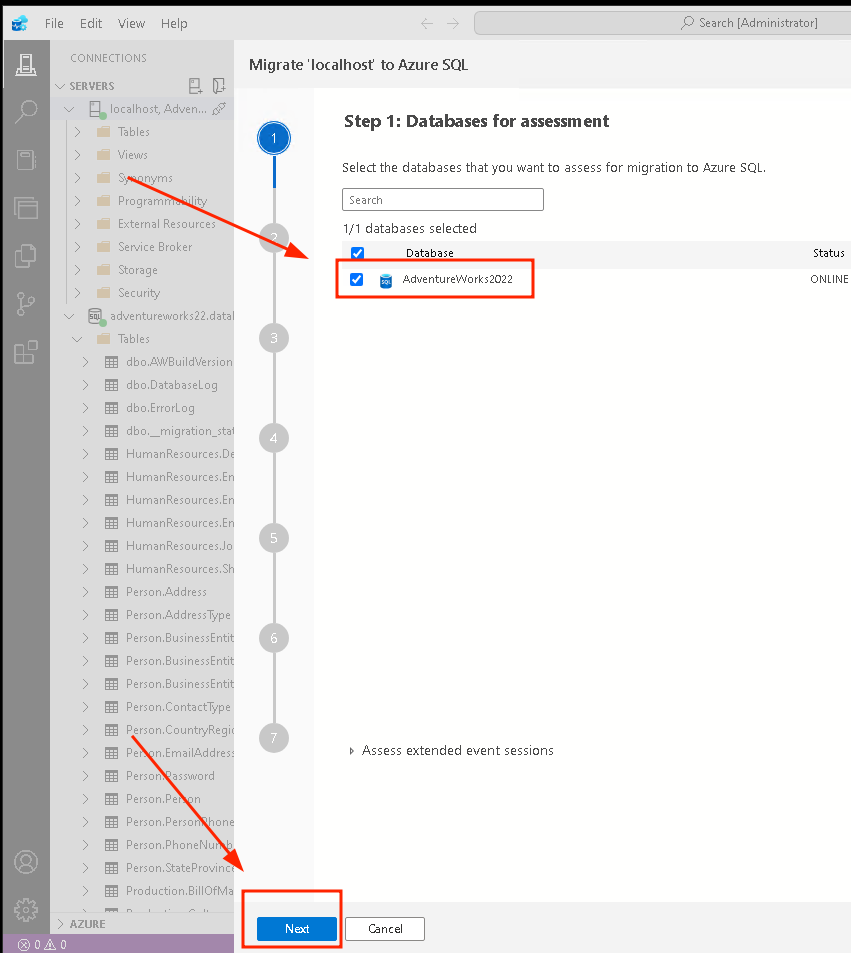 File Edit View Help
Search [Administrator]
CONNECTIONS
SERVERS
localhost, Adven...
Tables
Views
Synonyms
Programmability
External Resources
Service Broker
Storage
Security
adventureworks22.datal
Tables
dbo.AWBuildVersion
dbo.DatabaseLog
dbo.ErrorLog
dbo.__migration_stat
HumanResources.De
HumanResources.En
HumanResources.En
HumanResources.En
HumanResources.Jo
HumanResources.Sh
Person.Address
Person.AddressType
Person.BusinessEntit
Person.BusinessEntit
Person.BusinessEntit
Person.ContactType
Person.CountryRegic
Person.EmailAddress
Person.Password
Person.Person
Person.PersonPhone
Person.PhoneNumb
Person.StateProvince
Production.BillOfMa
AZURE
0 0
Migrate 'localhost' to Azure SQL
1
2
3
4
5
6
7
Step 1: Databases for assessment
Select the databases that you want to assess for migration to Azure SQL.
Search
1/1 databases selected
Database Status
SQL AdventureWorks2022 ONLINE
Assess extended event sessions
Next Cancel